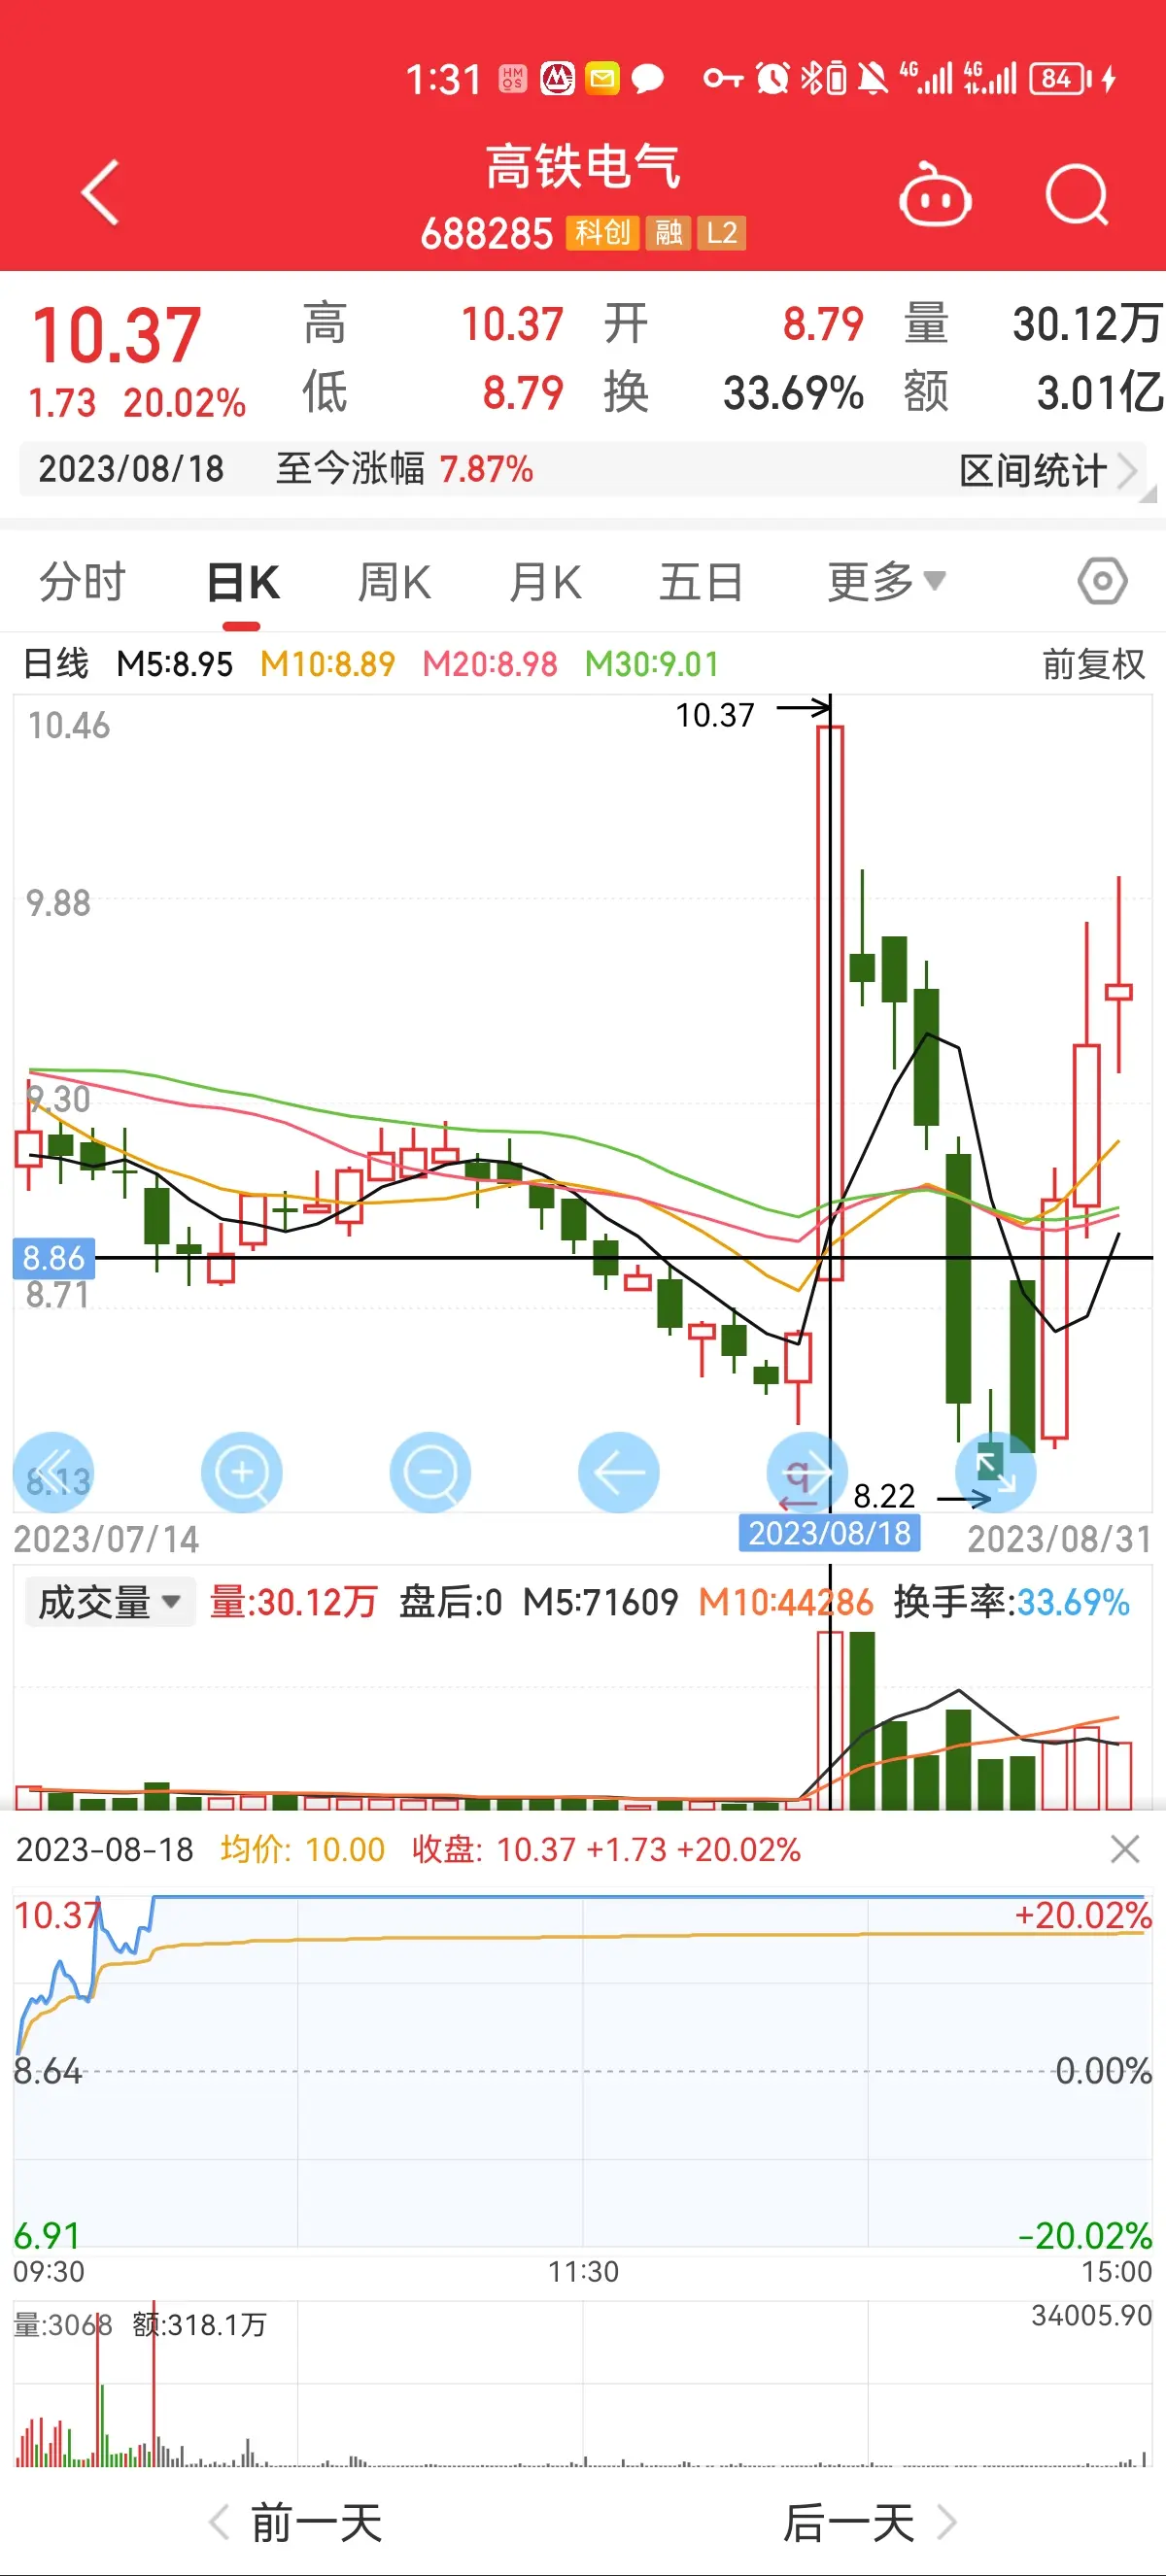 1:31 HMOS 4G 4G 84
高铁电气
688285 科创 融 L2
10.37 高 10.37 开 8.79 量 30.12万
1.73 20.02% 低 8.79 换 33.69% 额 3.01亿
2023/08/18 至今涨幅 7.87% 区间统计
分时 日K 周K 月K 五日 更多
日线 M5:8.95 M10:8.89 M20:8.98 M30:9.01 前复权
10.46
10.37
9.88
9.30
8.86
8.71
8.13
q
8.22
2023/07/14 2023/08/18 2023/08/31
成交量 量:30.12万 盘后:0 M5:71609 M10:44286 换手率:33.69%
2023-08-18 均价: 10.00 收盘: 10.37 +1.73 +20.02%
10.37 +20.02%
8.64 0.00%
6.91 -20.02%
09:30 11:30 15:00
量:3068 额:318.1万 34005.90
前一天 后一天